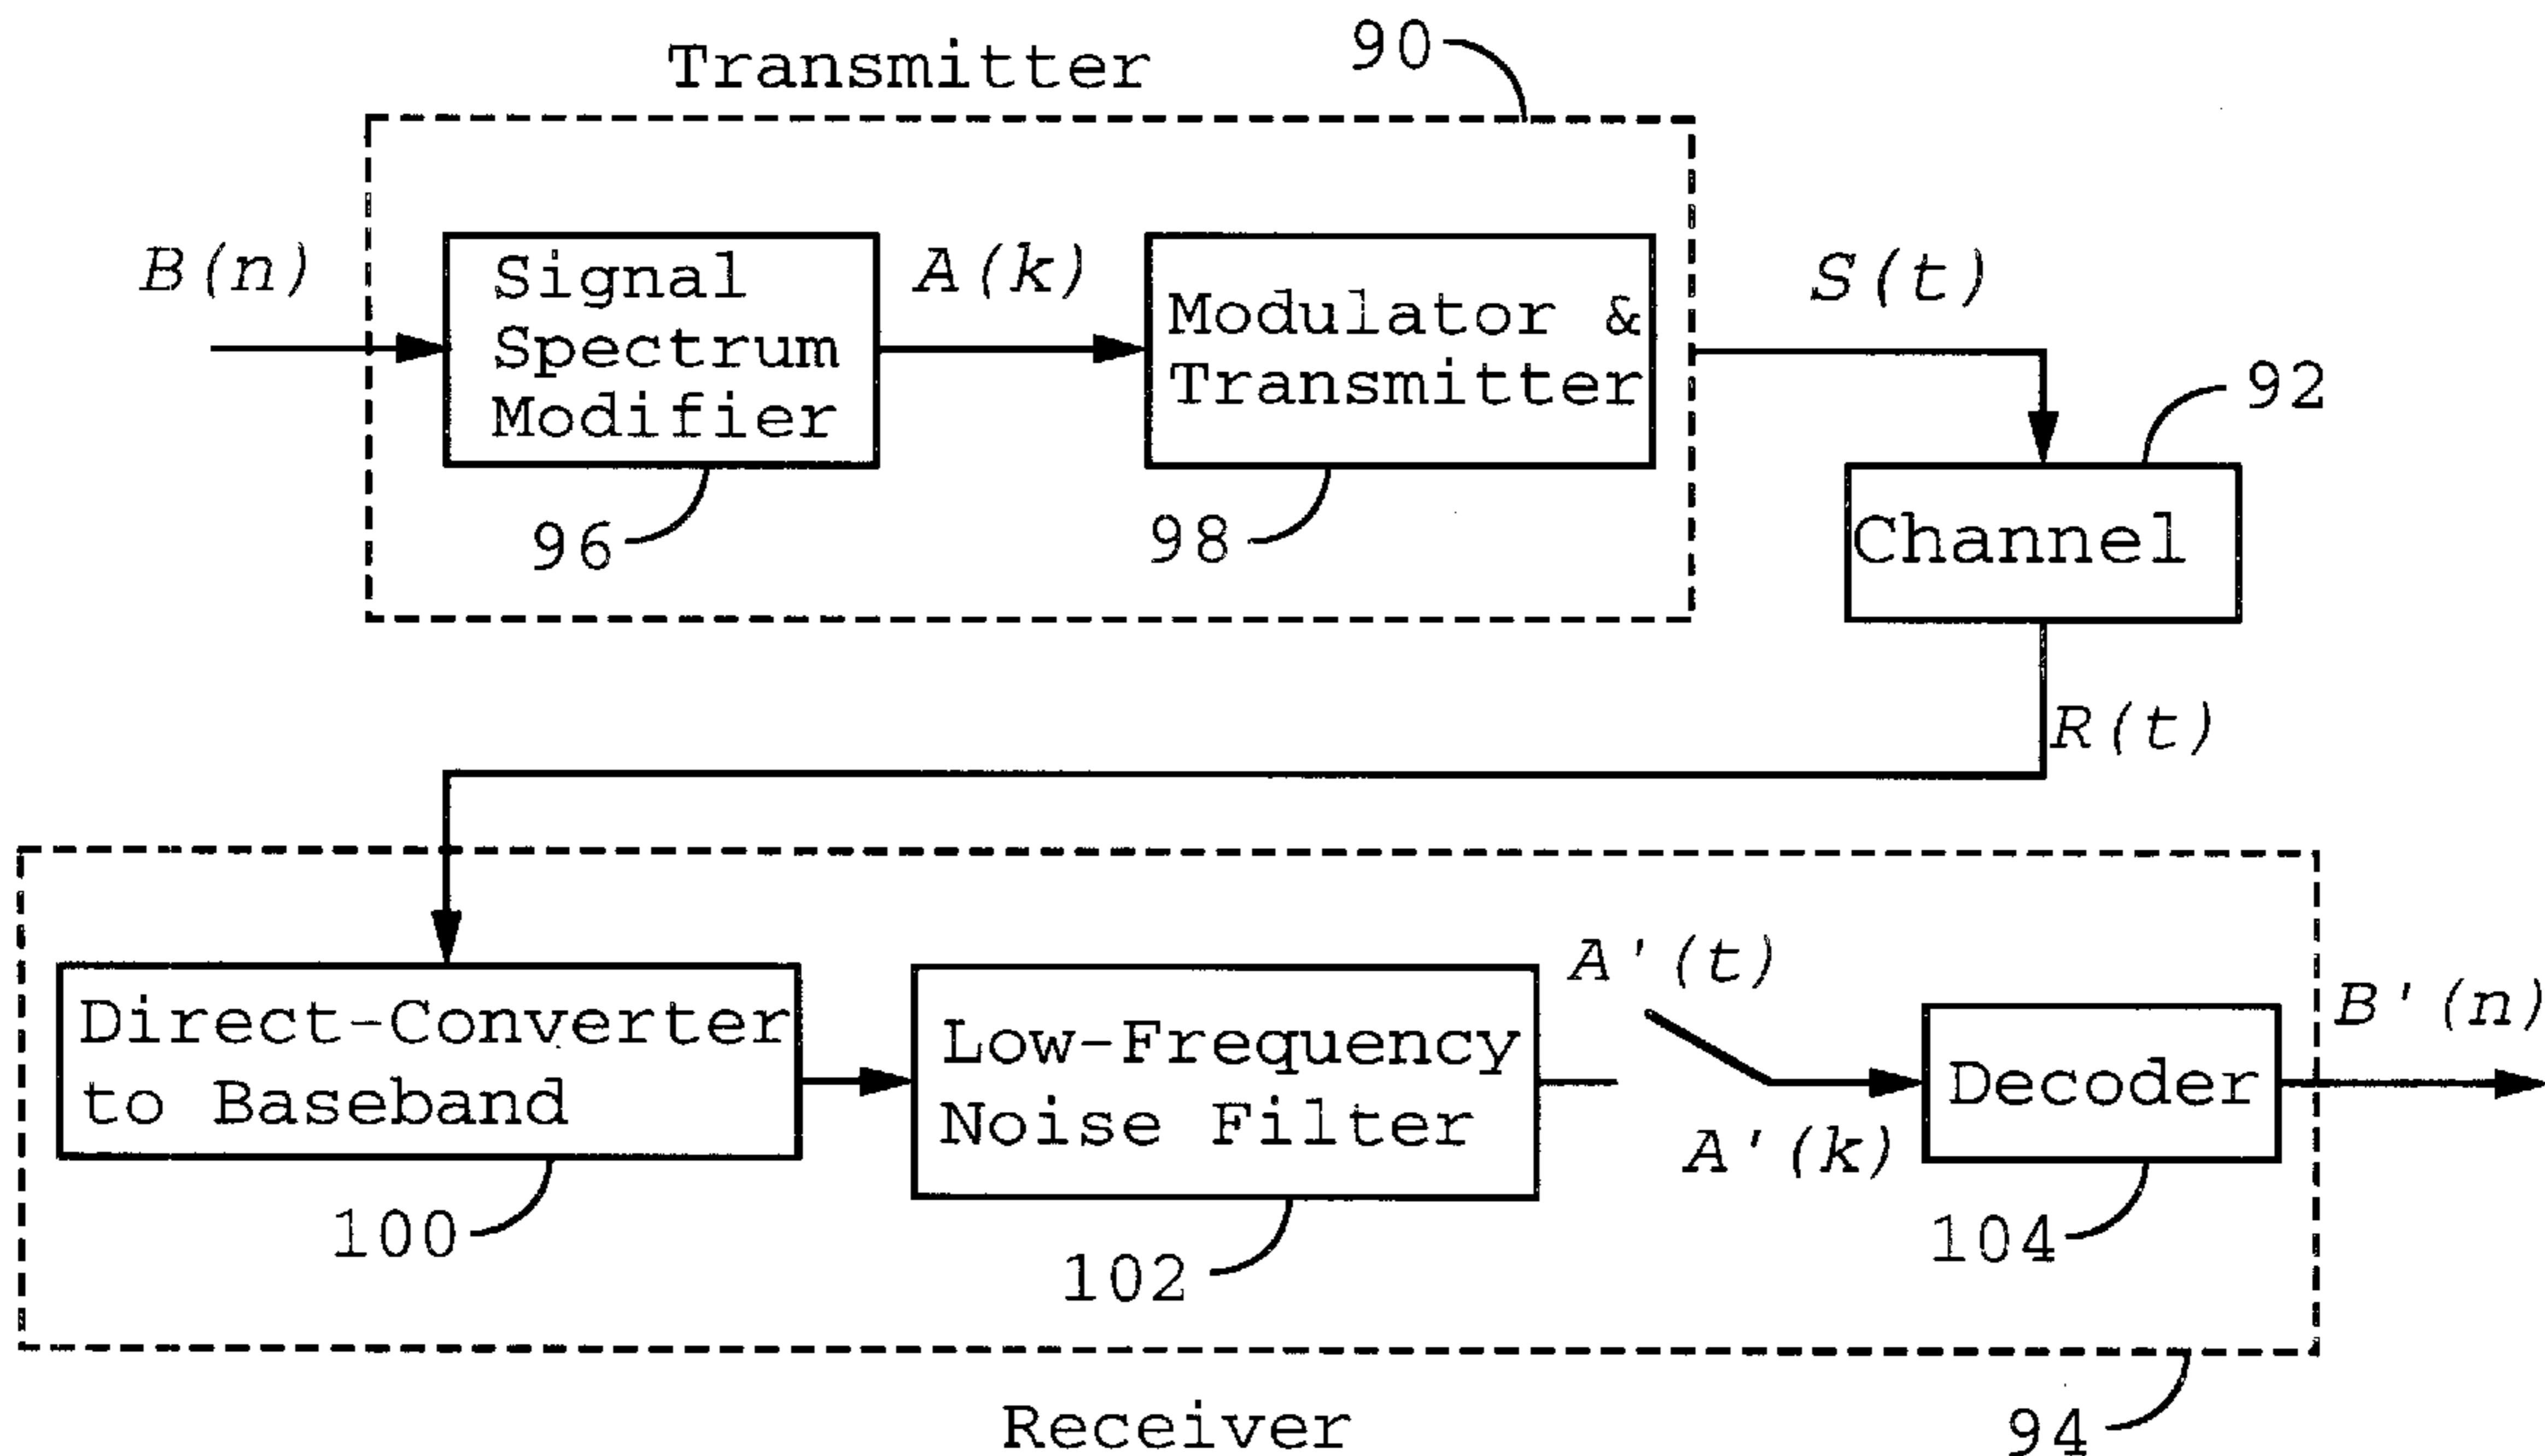 Transmitter
90
B(n)
Signal
Spectrum
Modifier
A(k)
Modulator &
Transmitter
S(t)
92
96
98
Channel
R(t)
Direct-Converter
to Baseband
Low-Frequency
Noise Filter
A'(t)
A'(k)
Decoder
B'(n)
100
102
104
Receiver
94